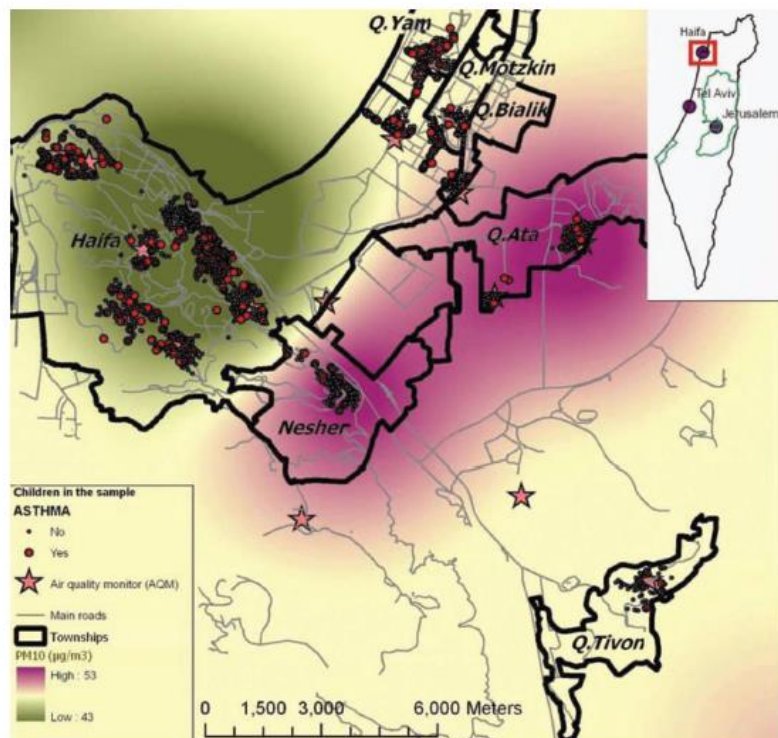 Q.Yam
Q.Motzkin
Q.Bialik
Haifa
Q.Ata
Nesher
Q.Tivon
Haifa
Tel Aviv
Jerusalem
Children in the sample
ASTHMA
No
Yes
Air quality monitor (AQM)
Main roads
Townships
PM10 (µg/m3)
High : 53
Low : 43
0 1,500 3,000 6,000 Meters